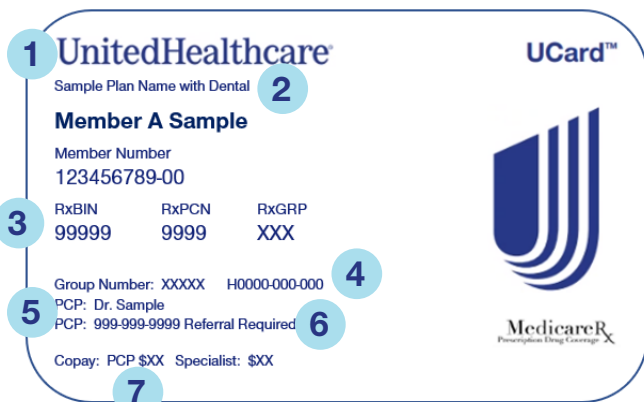 1 UnitedHealthcare® UCard™
Sample Plan Name with Dental 2
Member A Sample
Member Number
123456789-00
RxBIN RxPCN RxGRP
3 99999 9999 XXX
Group Number: XXXXX H0000-000-000 4
5 PCP: Dr. Sample
PCP: 999-999-9999 Referral Required 6
MedicareRx
Prescription Drug Coverage
Copay: PCP $XX Specialist: $XX
7